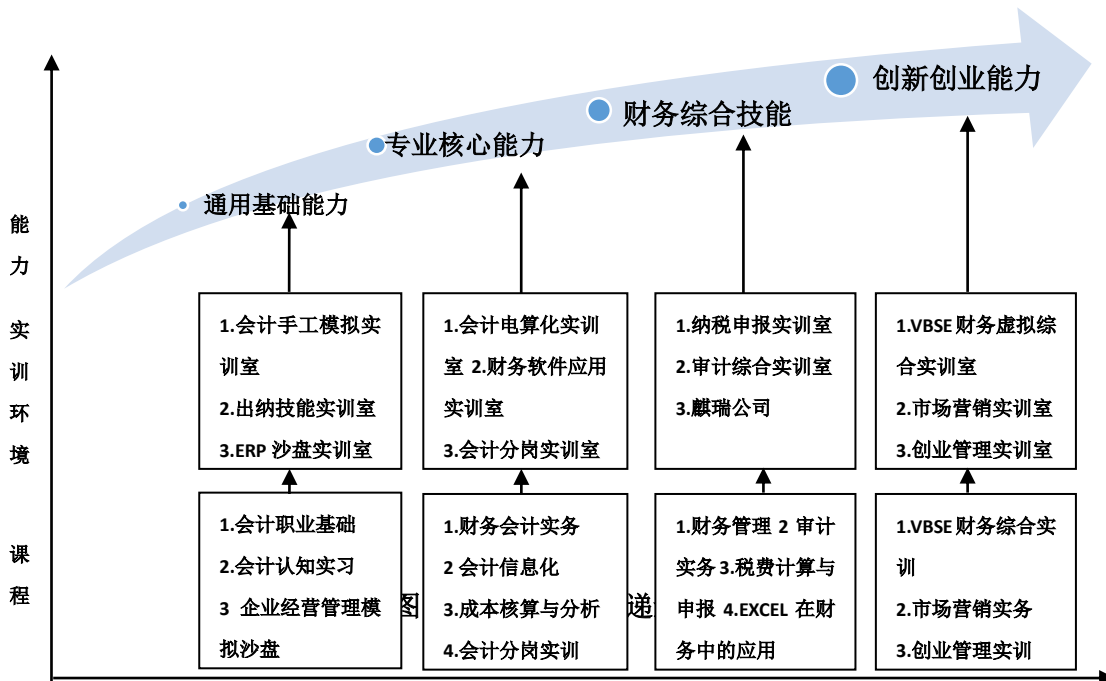 创新创业能力
财务综合技能
专业核心能力
通用基础能力
能
力
实
训
环
境
课
程
1.会计手工模拟实
训室
2.出纳技能实训室
3.ERP 沙盘实训室
1.会计电算化实训
室 2.财务软件应用
实训室
3.会计分岗实训室
1.纳税申报实训室
2.审计综合实训室
3.麒瑞公司
1.VBSE 财务虚拟综
合实训室
2.市场营销实训室
3.创业管理实训室
1.会计职业基础
2.会计认知实习
3 企业经营管理模
拟沙盘
图
1.财务会计实务
2 会计信息化
3.成本核算与分析
4.会计分岗实训
递
1.财务管理 2 审计
实务 3.税费计算与
申报 4.EXCEL 在财
务中的应用
1.VBSE 财务综合实
训
2.市场营销实务
3.创业管理实训